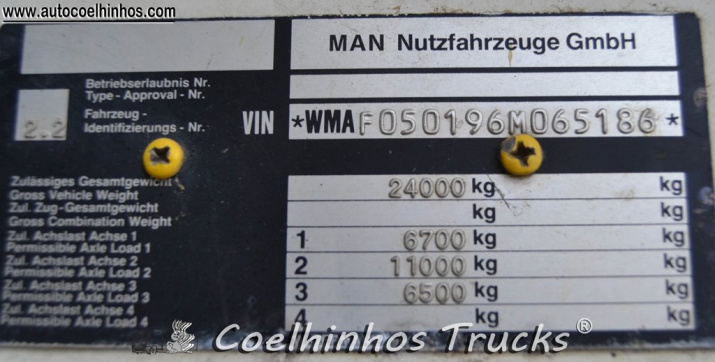 www.autocoelhinhos.com
MAN Nutzfahrzeuge GmbH
Betriebserlaubnis Nr.
Type - Approval - Nr.
Fahrzeug -
Identifizierungs - Nr.
2.2
VIN *WMAF050196M065186*
Zulässiges Gesamtgewicht
Gross Vehicle Weight
24000 kg kg
Zul. Zug-Gesamtgewicht
Gross Combination Weight
kg kg
Zul. Achslast Achse 1
Permissible Axle Load 1
1 6700 kg kg
Zul. Achslast Achse 2
Permissible Axle Load 2
2 11000 kg kg
Zul. Achslast Achse 3
Permissible Axle Load 3
3 6500 kg kg
Zul. Achslast Achse 4
Permissible Axle Load 4
4 kg kg
Coelhinhos Trucks ®